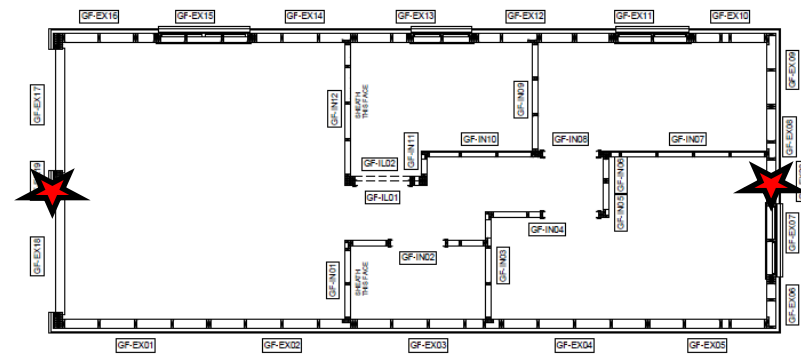 GF-EX16
GF-EX15
GF-EX14
GF-EX13
GF-EX12
GF-EX11
GF-EX10
GF-EX09
GF-EX17
GF-IN12
SHEATH
THIS FACE
GF-IN09
GF-EX08
GF-IN11
GF-IN10
GF-IN08
GF-IN07
GF-IL02
GF-IN06
GF-IL01
GF-IN05
GF-EX07
GF-IN04
GF-EX18
GF-IN02
GF-IN03
GF-IN01
SHEATH
THIS FACE
GF-EX06
GF-EX01
GF-EX02
GF-EX03
GF-EX04
GF-EX05